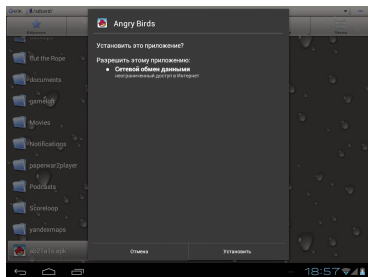 Angry Birds
Установить это приложение?
Разрешить этому приложению:
Сетевой обмен данными
неограниченный доступ в Интернет
Cut the Rope
documents
gameloft
Movies
Notifications
paperwar2player
Podcasts
Scoreloop
yandexmaps
Отмена
Установить
18:57